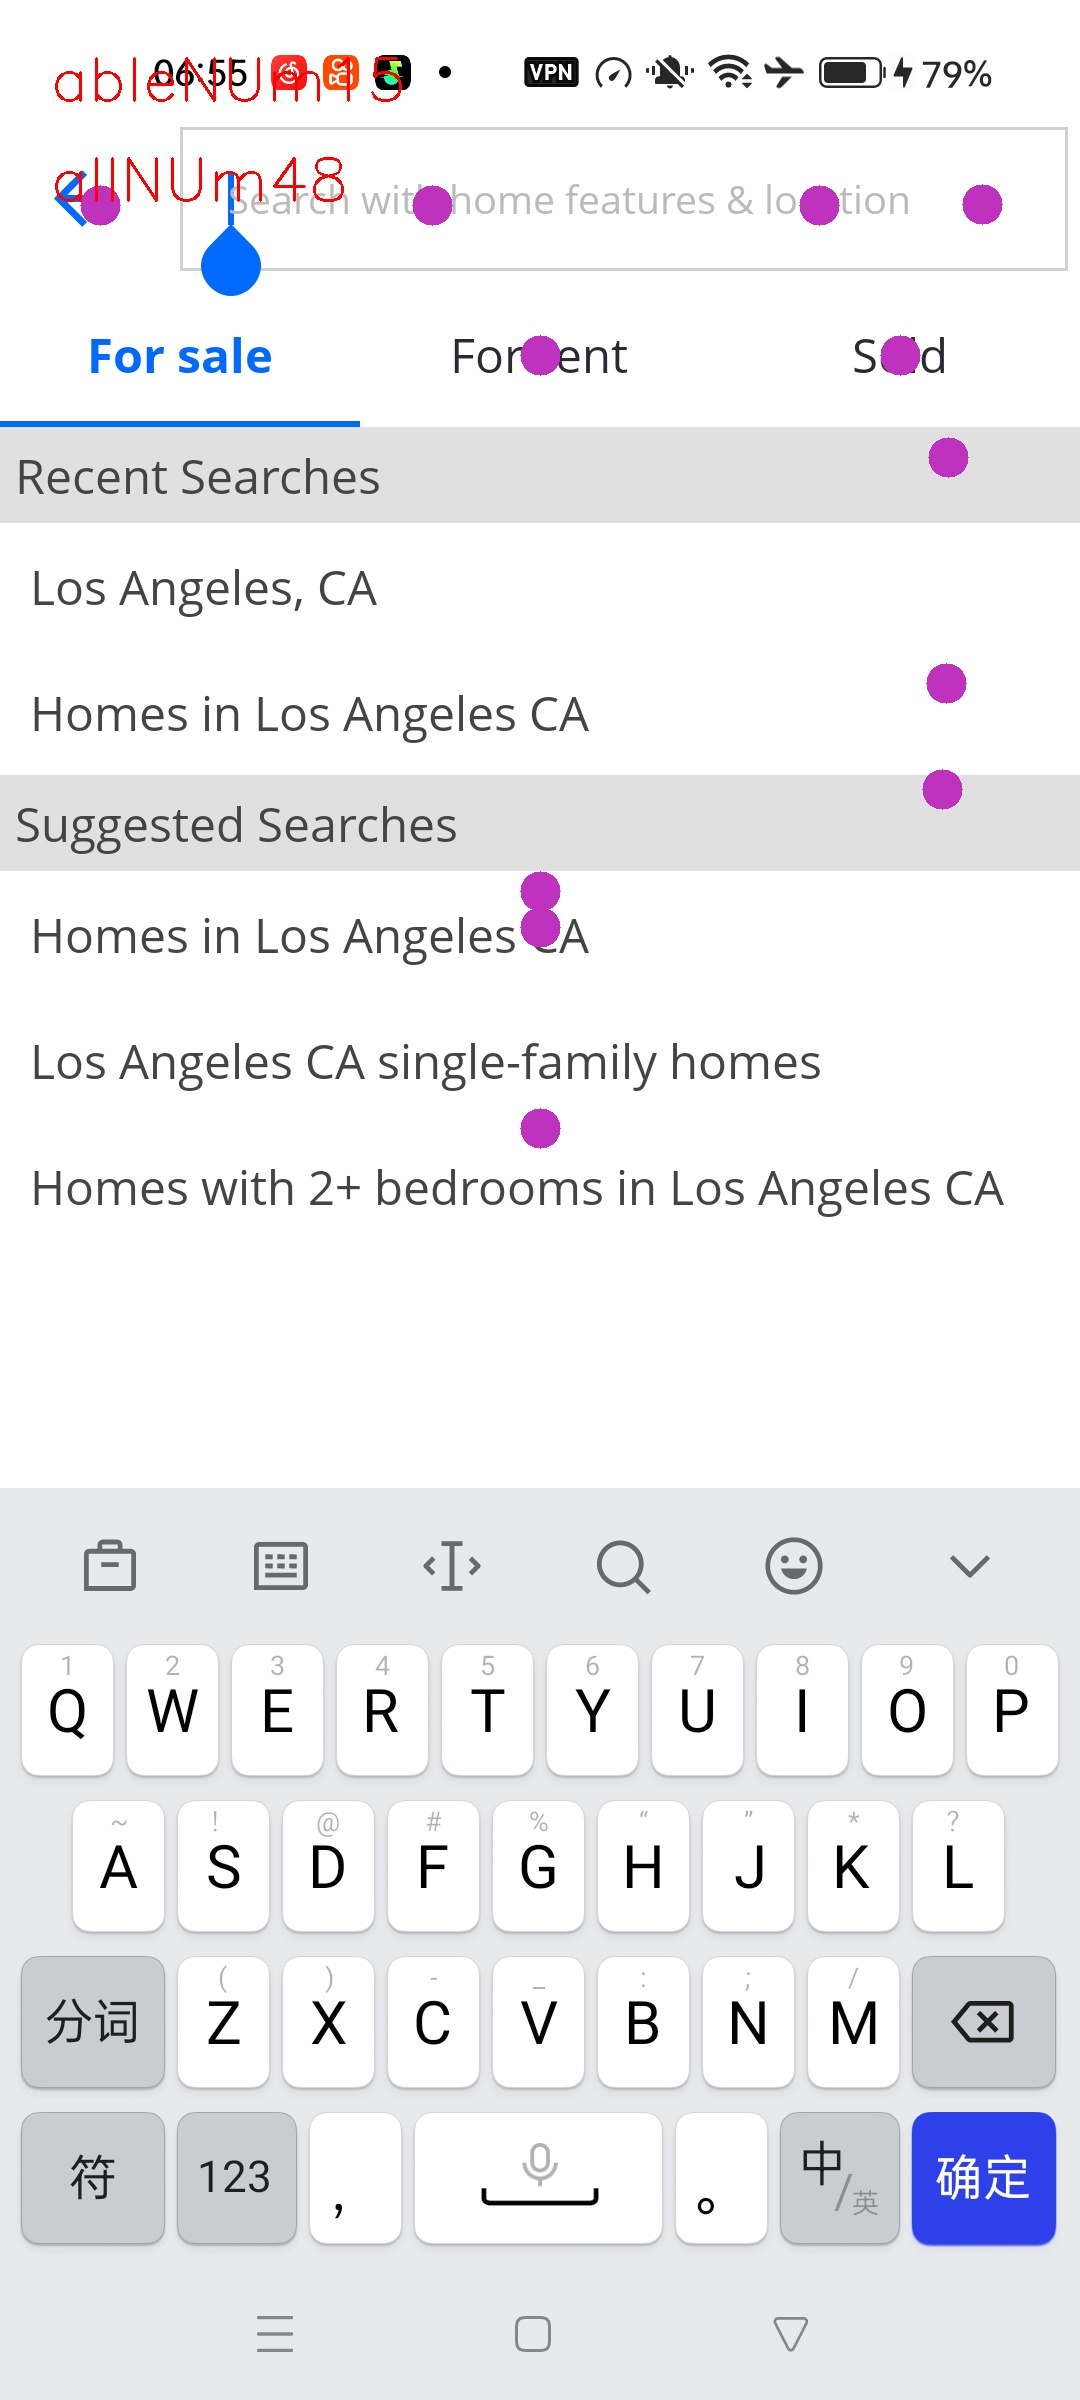 ableNUm15
06:55 VPN 79%
allNUm48
Search with home features & location
For sale For rent Sold
Recent Searches
Los Angeles, CA
Homes in Los Angeles CA
Suggested Searches
Homes in Los Angeles CA
Los Angeles CA single-family homes
Homes with 2+ bedrooms in Los Angeles CA
1 2 3 4 5 6 7 8 9 0
Q W E R T Y U I O P
~ ! @ # % “ ” * ?
A S D F G H J K L
( ) - _ : ; /
分词 Z X C V B N M
符 123 , 。 中/英 确定